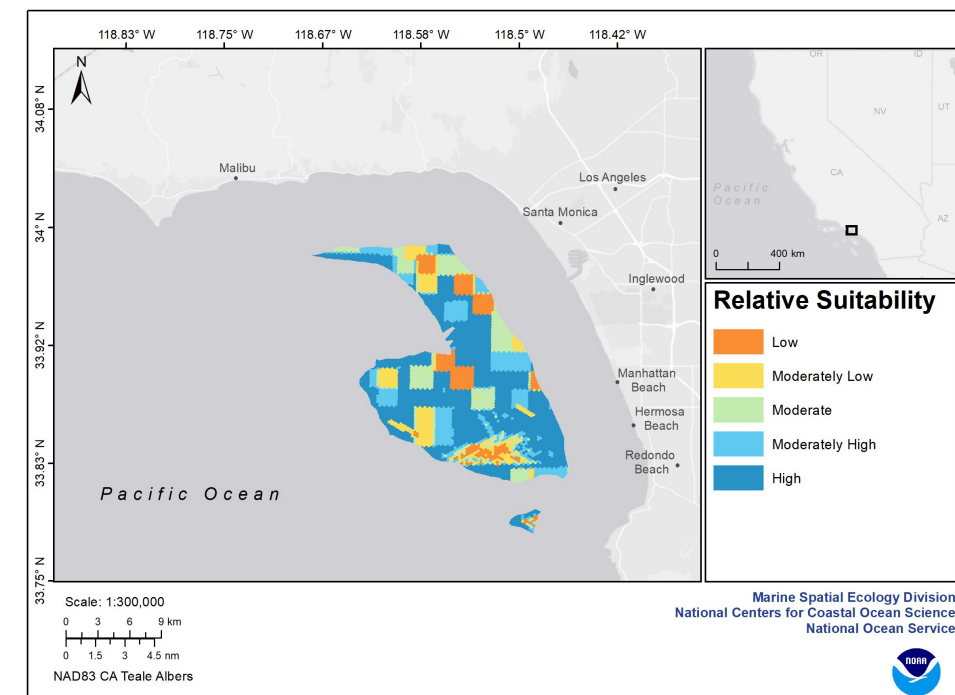 118.83° W
118.75° W
118.67° W
118.58° W
118.5° W
118.42° W
N
34.08° N
34° N
33.92° N
33.83° N
33.75° N
Malibu
Los Angeles
Santa Monica
Inglewood
Manhattan
Beach
Hermosa
Beach
Redondo
Beach
Pacific Ocean
OR
ID
NV
UT
CA
AZ
Pacific
Ocean
0 400 km
Relative Suitability
Low
Moderately Low
Moderate
Moderately High
High
Scale: 1:300,000
0 3 6 9 km
0 1.5 3 4.5 nm
NAD83 CA Teale Albers
Marine Spatial Ecology Division
National Centers for Coastal Ocean Science
National Ocean Service
NOAA